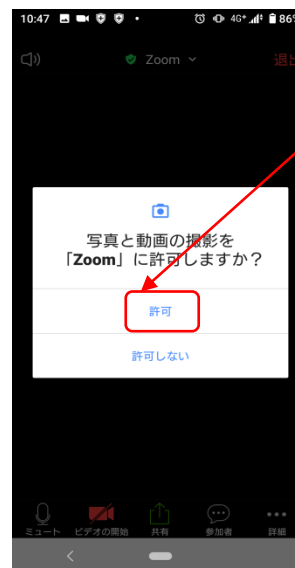 10:47 4G+ 86%
Zoom 退出
写真と動画の撮影を
「Zoom」に許可しますか？
許可
許可しない
ミュート ビデオの開始 共有 参加者 詳細